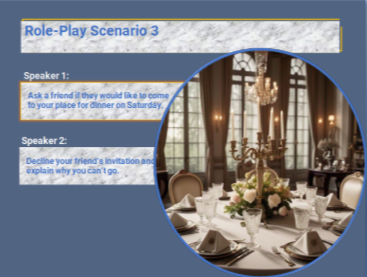 Role-Play Scenario 3
Speaker 1:
Ask a friend if they would like to come
to your place for dinner on Saturday.
Speaker 2:
Decline your friend's invitation and
explain why you can't go.